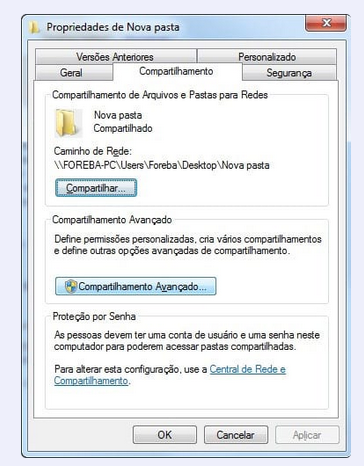 Propriedades de Nova pasta
Versões Anteriores Personalizado
Geral Compartilhamento Segurança
Compartilhamento de Arquivos e Pastas para Redes
Nova pasta
Compartilhado
Caminho de Rede:
\\FOREBA-PC\Users\Foreba\Desktop\Nova pasta
Compartilhar...
Compartilhamento Avançado
Define permissões personalizadas, cria vários compartilhamentos
e define outras opções avançadas de compartilhamento.
Compartilhamento Avançado...
Proteção por Senha
As pessoas devem ter uma conta de usuário e uma senha neste
computador para poderem acessar pastas compartilhadas.
Para alterar esta configuração, use a Central de Rede e
Compartilhamento.
OK Cancelar Aplicar